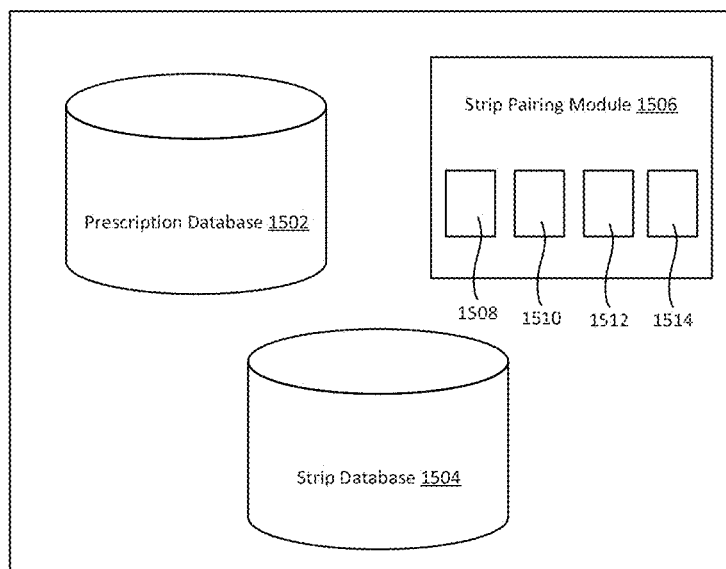 Strip Pairing Module 1506
Prescription Database 1502
1508 1510 1512 1514
Strip Database 1504